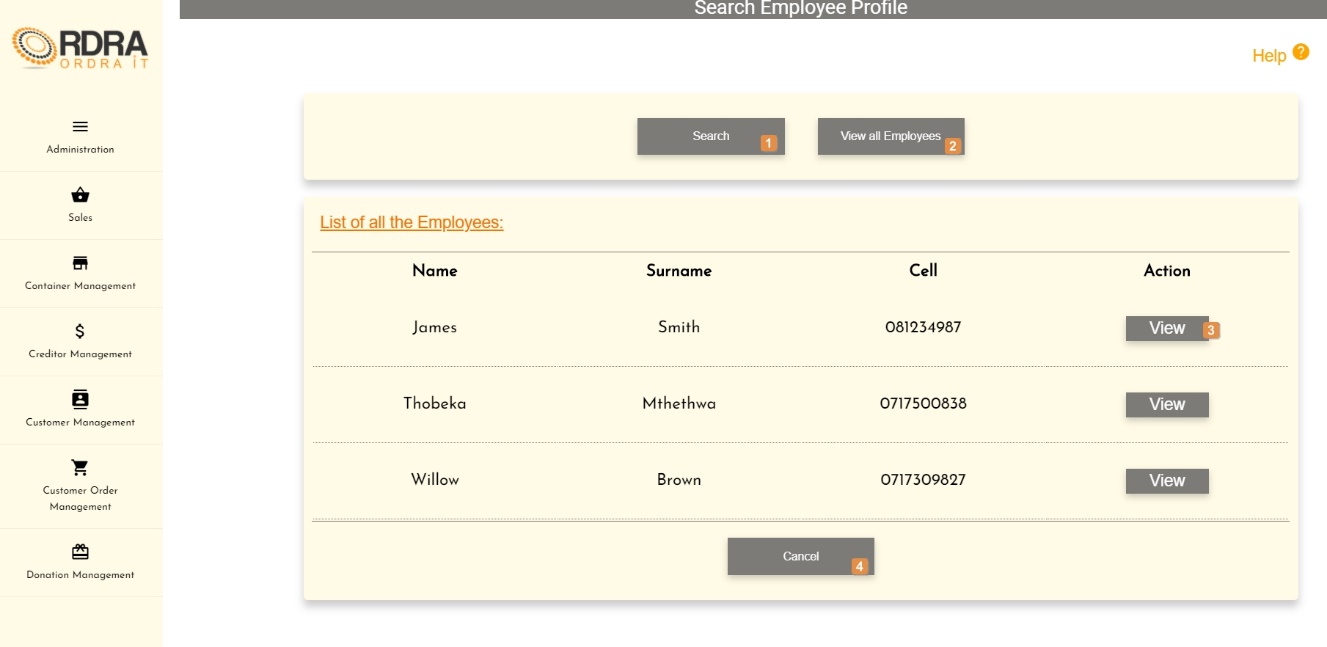 Search Employee Profile
RDRA
ORDRA IT
Help ?
Administration
Sales
Container Management
Creditor Management
Customer Management
Customer Order
Management
Donation Management
Search 1
View all Employees 2
List of all the Employees:
Name Surname Cell Action
James Smith 081234987 View 3
Thobeka Mthethwa 0717500838 View
Willow Brown 0717309827 View
Cancel 4